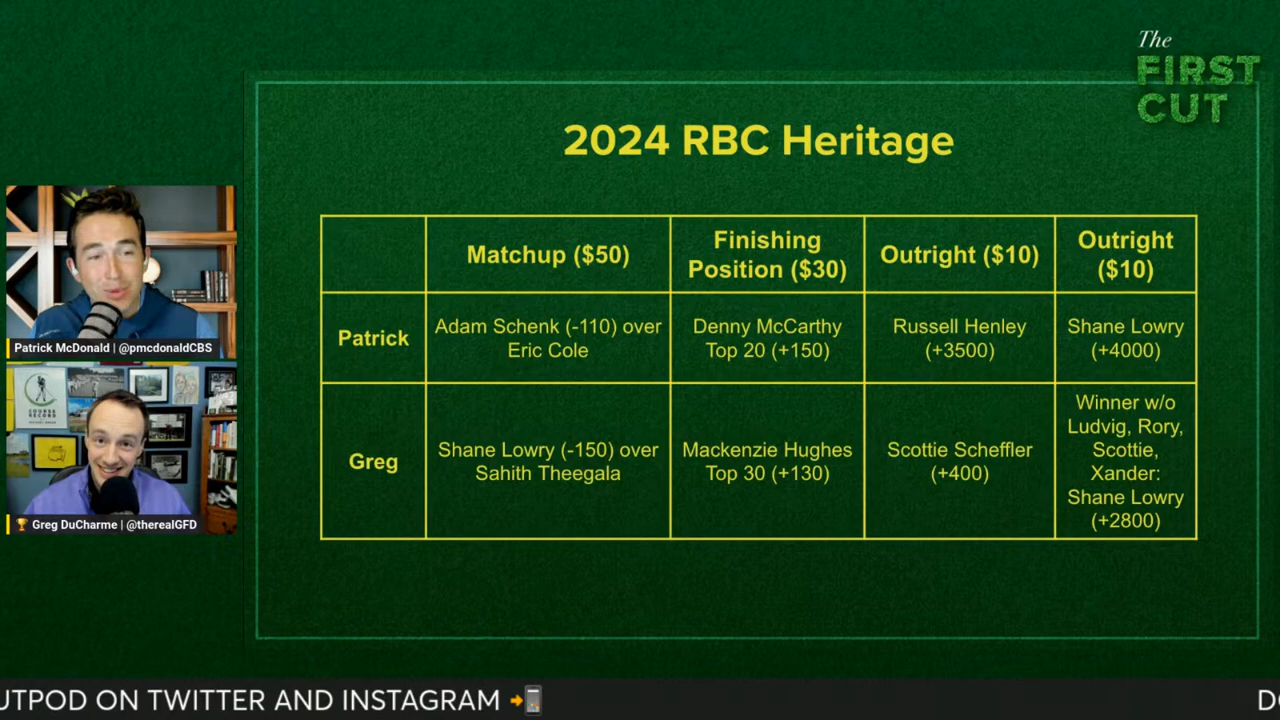 The
FIRST
CUT
2024 RBC Heritage
Matchup ($50)
Finishing
Position ($30)
Outright ($10)
Outright
($10)
Patrick
Adam Schenk (-110) over
Eric Cole
Denny McCarthy
Top 20 (+150)
Russell Henley
(+3500)
Shane Lowry
(+4000)
Greg
Shane Lowry (-150) over
Sahith Theegala
Mackenzie Hughes
Top 30 (+130)
Scottie Scheffler
(+400)
Winner w/o
Ludvig, Rory,
Scottie,
Xander:
Shane Lowry
(+2800)
Patrick McDonald | @pmcdonaldCBS
COURSE
RECORD
🏆 Greg DuCharme | @therealGFD
UTPOD ON TWITTER AND INSTAGRAM